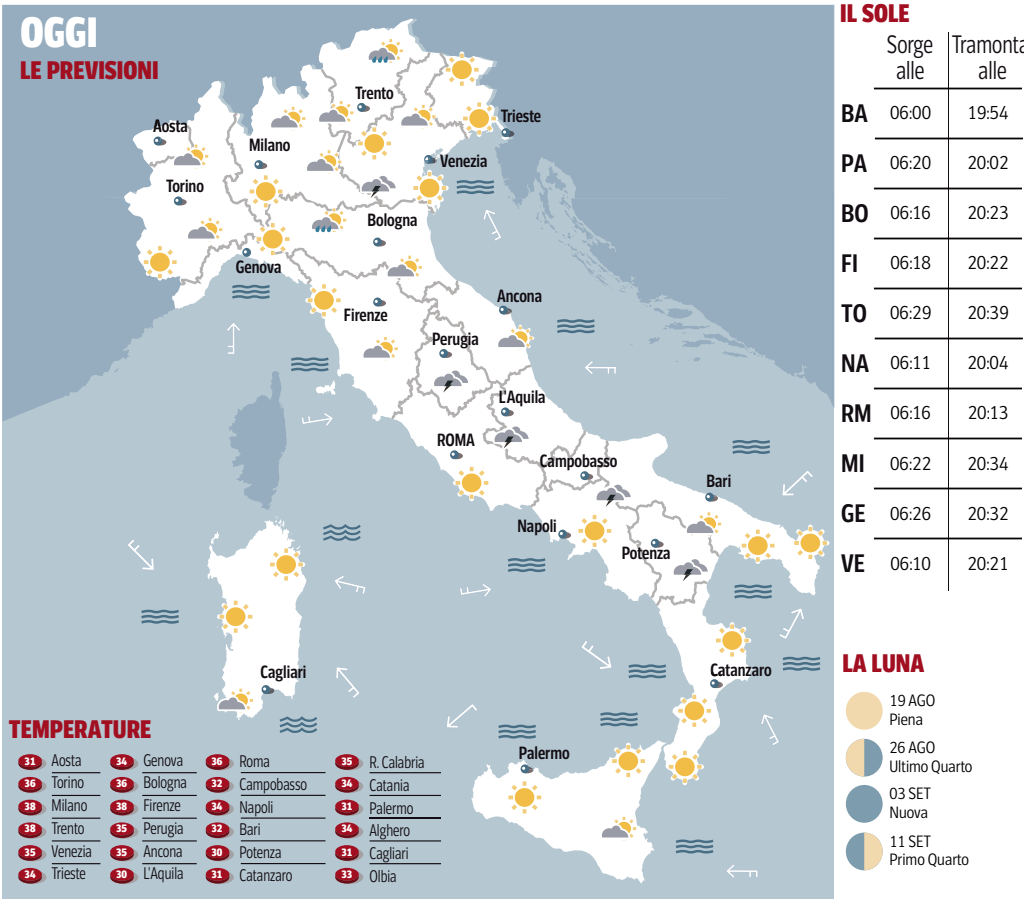 OGGI
LE PREVISIONI
Trento
Trieste
Aosta
Milano
Venezia
Torino
Bologna
Genova
Ancona
Firenze
Perugia
L'Aquila
ROMA
Campobasso
Bari
Napoli
Potenza
Cagliari
Catanzaro
Palermo
TEMPERATURE
31 Aosta
36 Torino
38 Milano
38 Trento
35 Venezia
34 Trieste
34 Genova
36 Bologna
38 Firenze
35 Perugia
35 Ancona
30 L'Aquila
36 Roma
32 Campobasso
34 Napoli
32 Bari
30 Potenza
31 Catanzaro
35 R. Calabria
34 Catania
31 Palermo
34 Alghero
31 Cagliari
33 Olbia
IL SOLE
Sorge alle
Tramonta alle
BA 06:00 19:54
PA 06:20 20:02
BO 06:16 20:23
FI 06:18 20:22
TO 06:29 20:39
NA 06:11 20:04
RM 06:16 20:13
MI 06:22 20:34
GE 06:26 20:32
VE 06:10 20:21
LA LUNA
19 AGO
Piena
26 AGO
Ultimo Quarto
03 SET
Nuova
11 SET
Primo Quarto